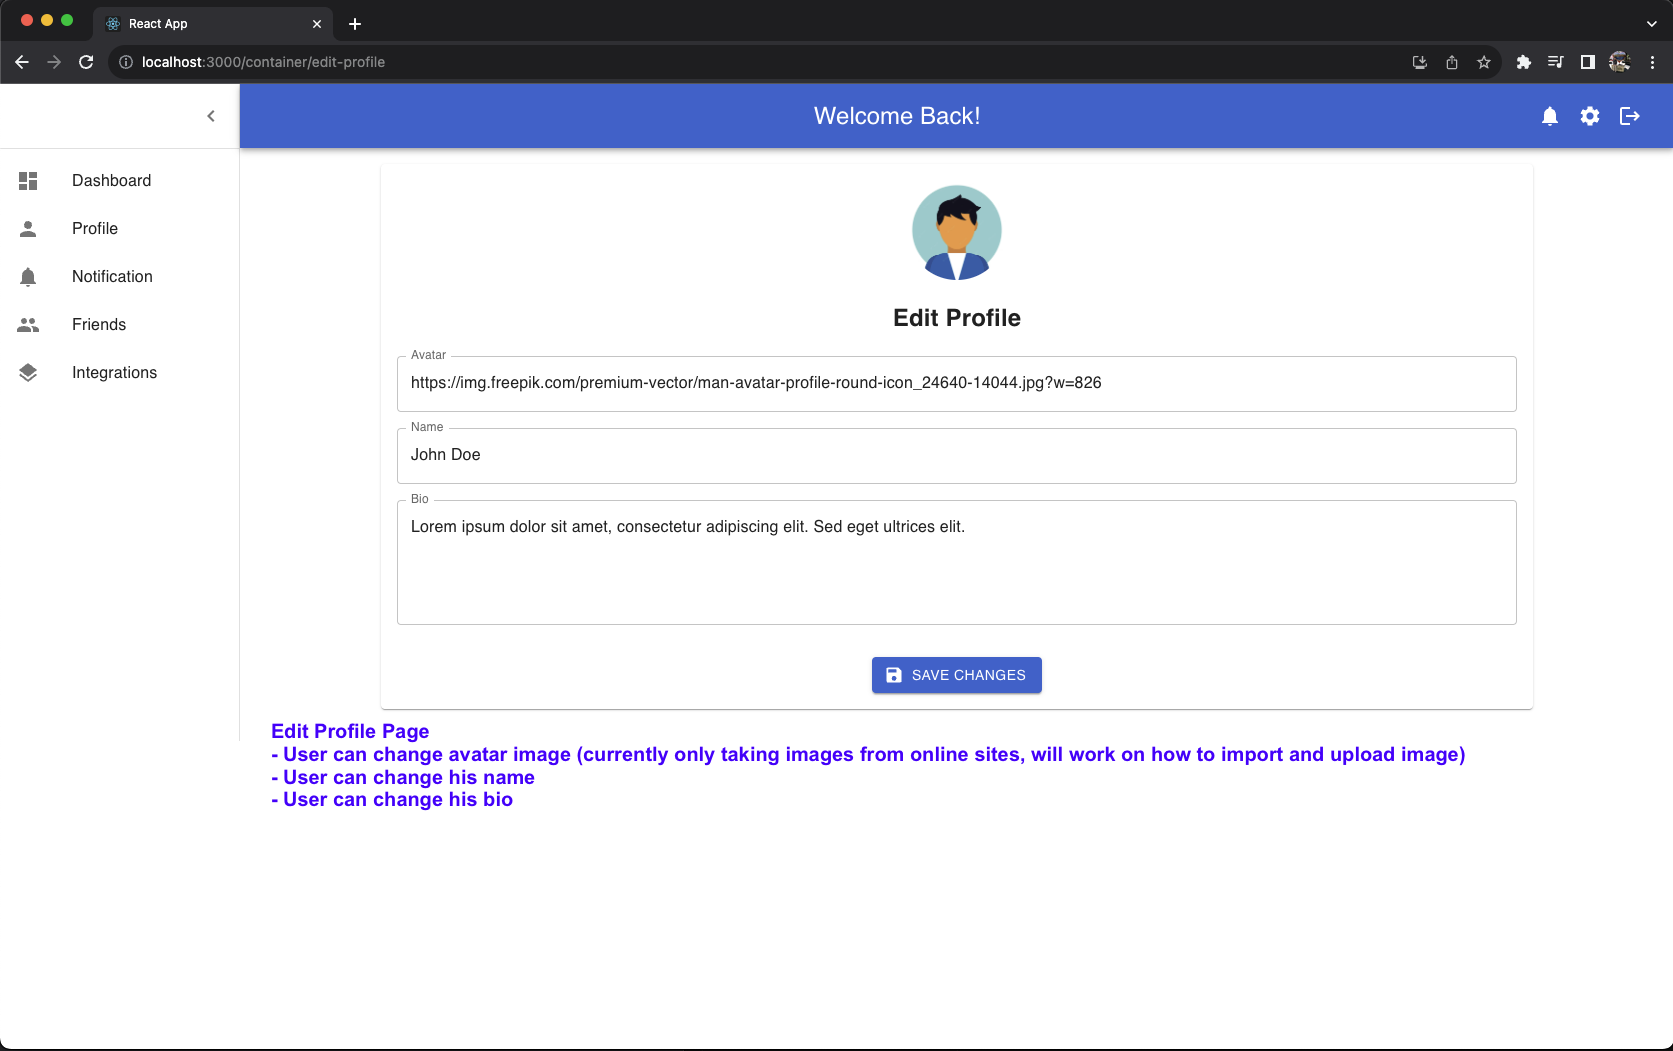 React App
localhost:3000/container/edit-profile
Welcome Back!
Dashboard
Profile
Notification
Friends
Integrations
Edit Profile
Avatar
https://img.freepik.com/premium-vector/man-avatar-profile-round-icon_24640-14044.jpg?w=826
Name
John Doe
Bio
Lorem ipsum dolor sit amet, consectetur adipiscing elit. Sed eget ultrices elit.
SAVE CHANGES
Edit Profile Page
- User can change avatar image (currently only taking images from online sites, will work on how to import and upload image)
- User can change his name
- User can change his bio